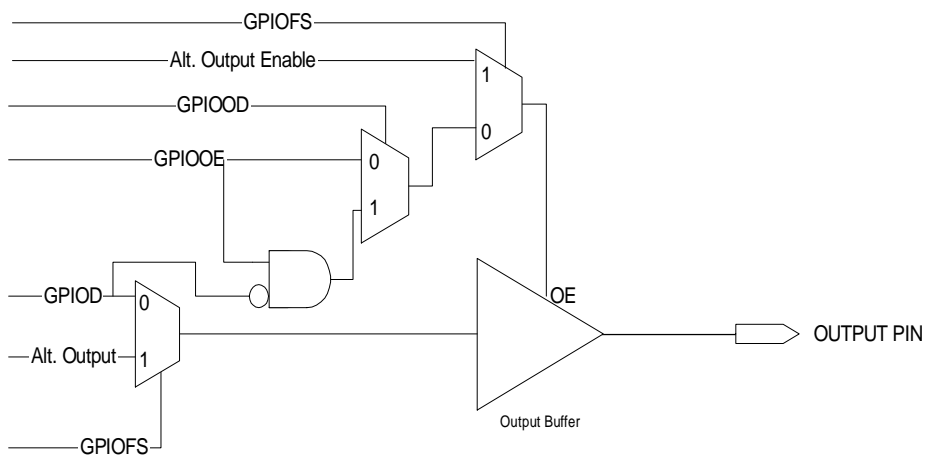 GPIOFS
Alt. Output Enable
1
GPIOOD
0
GPIOOE
0
1
GPIOD
0
OE
OUTPUT PIN
Alt. Output
1
Output Buffer
GPIOFS